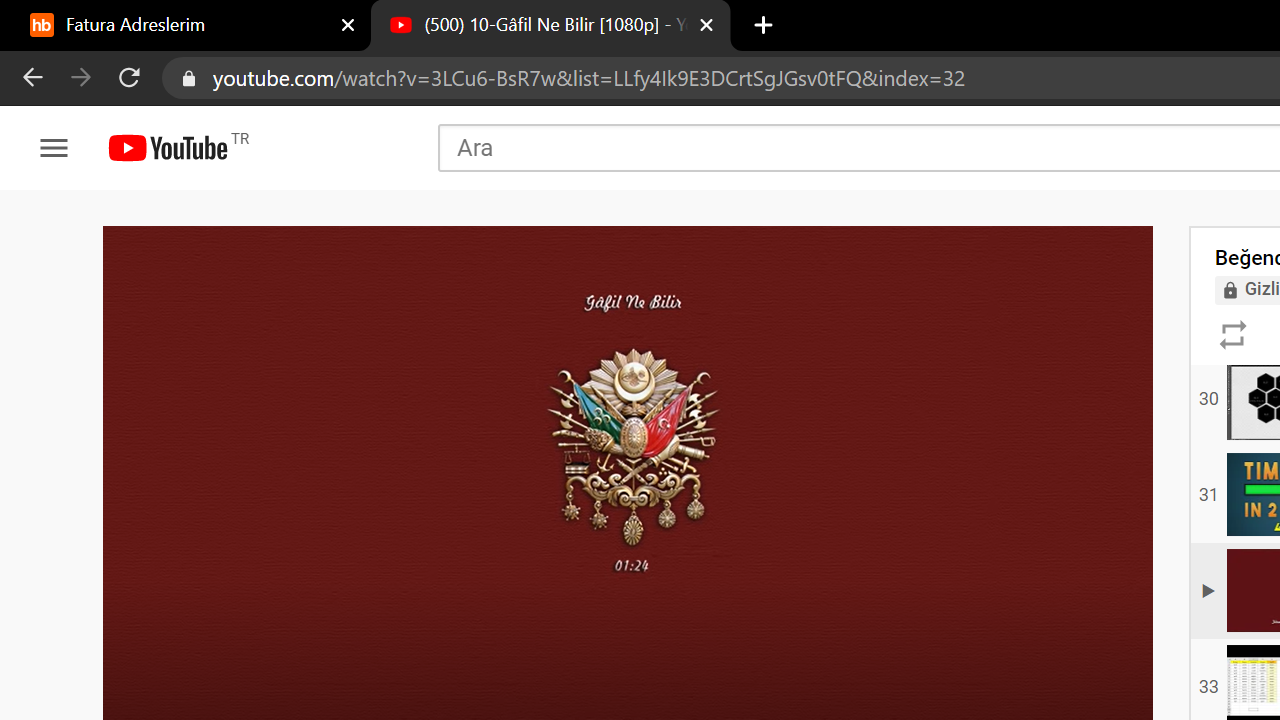 hb Fatura Adreslerim
(500) 10-Gâfil Ne Bilir [1080p] - Y
youtube.com/watch?v=3LCu6-BsR7w&list=LLfy4Ik9E3DCrtSgJGsv0tFQ&index=32
YouTube TR
Ara
Gâfil Ne Bilir
01:24
Beğend
Gizli
30
31
TIM
IN 2
33